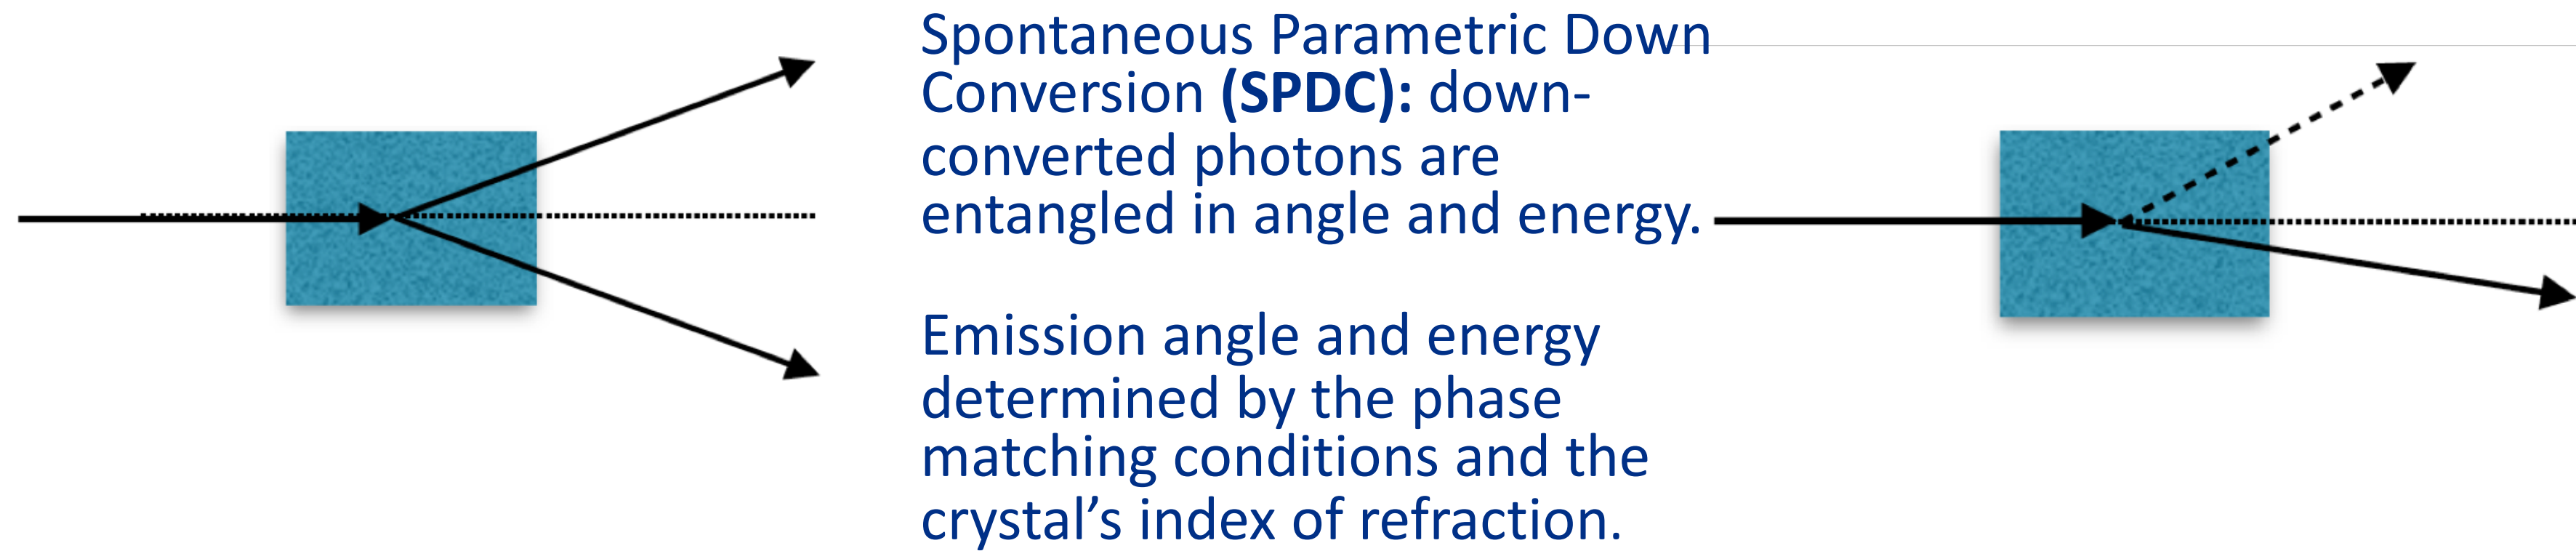 Spontaneous Parametric Down
Conversion (SPDC): down-
converted photons are
entangled in angle and energy.
Emission angle and energy
determined by the phase
matching conditions and the
crystal’s index of refraction.